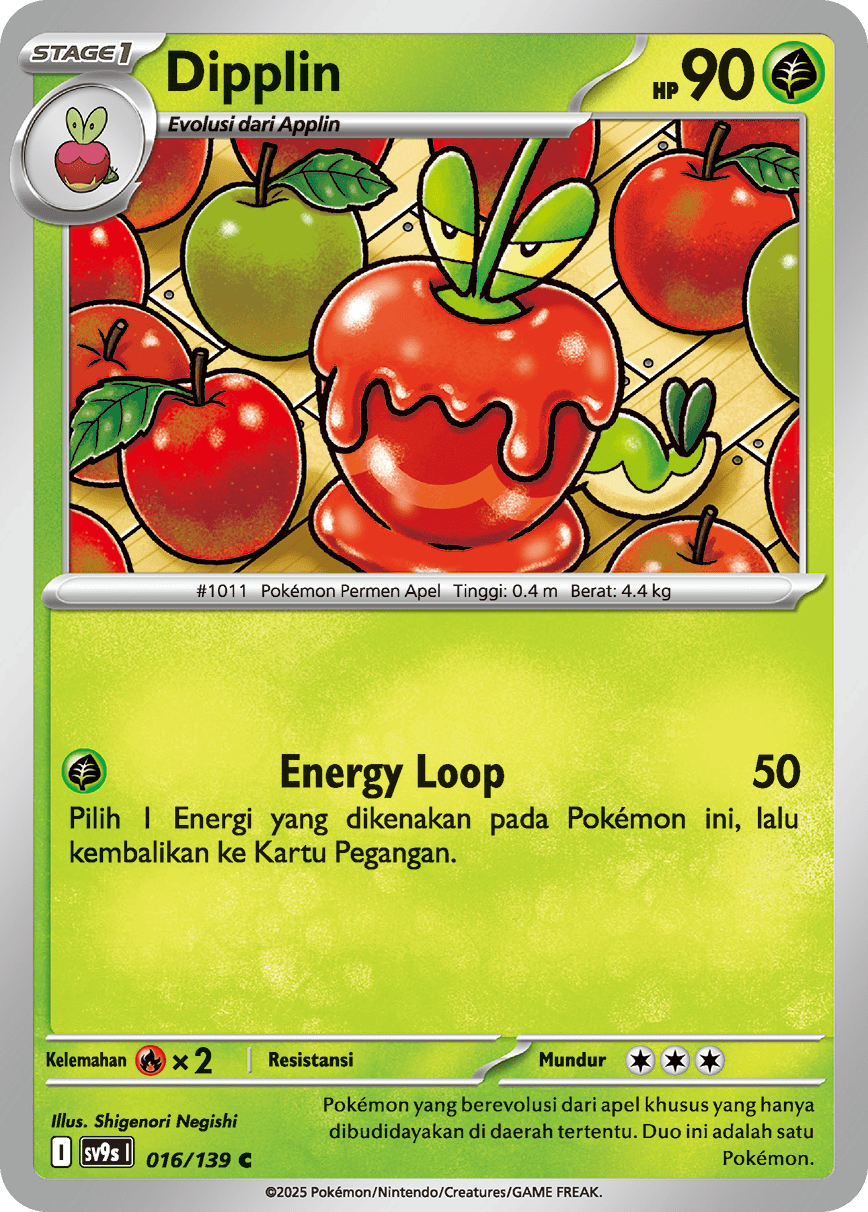 STAGE1
Dipplin
HP 90
Evolusi dari Applin
#1011 Pokémon Permen Apel Tinggi: 0.4 m Berat: 4.4 kg
Energy Loop 50
Pilih 1 Energi yang dikenakan pada Pokémon ini, lalu
kembalikan ke Kartu Pegangan.
Kelemahan ×2 Resistansi Mundur
Pokémon yang berevolusi dari apel khusus yang hanya
dibudidayakan di daerah tertentu. Duo ini adalah satu
Pokémon.
Illus. Shigenori Negishi
I sv9s I 016/139 C
©2025 Pokémon/Nintendo/Creatures/GAME FREAK.